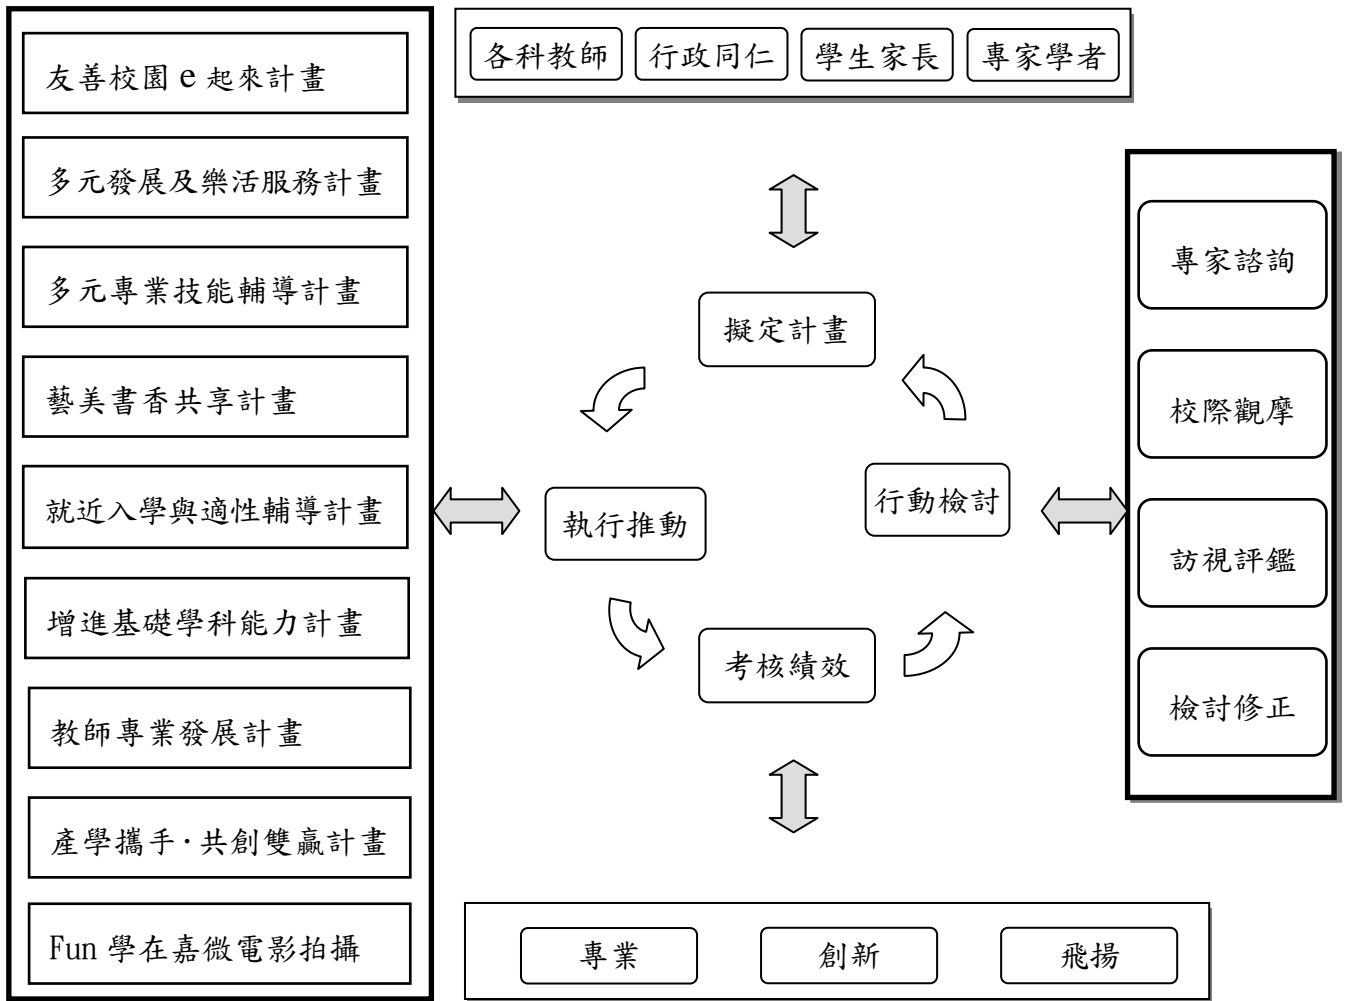 友善校園 e 起來計畫
多元發展及樂活服務計畫
多元專業技能輔導計畫
藝美書香共享計畫
就近入學與適性輔導計畫
增進基礎學科能力計畫
教師專業發展計畫
產學攜手·共創雙贏計畫
Fun 學在嘉微電影拍攝
各科教師 行政同仁 學生家長 專家學者
擬定計畫
執行推動
行動檢討
考核績效
專家諮詢
校際觀摩
訪視評鑑
檢討修正
專業 創新 飛揚